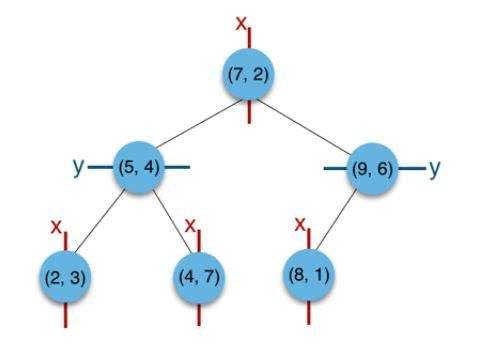 x
(7, 2)
y (5, 4) (9, 6) y
x x x
(2, 3) (4, 7) (8, 1)